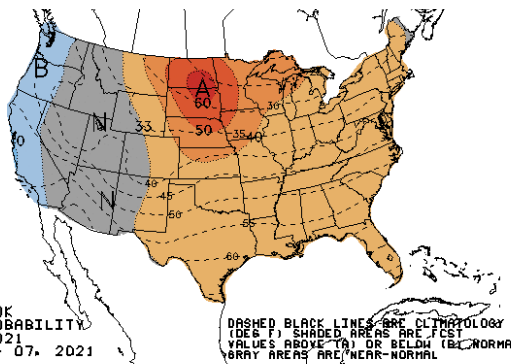 B
A
60
N
33
50
35
40
30
0
N
40
45
50
55
60
OK
OBABILITY
021
07, 2021
DASHED BLACK LINES ARE CLIMATOLOGY
(DEG F) SHADED AREAS ARE FCST
VALUES ABOVE (A) OR BELOW (B) NORMA
GRAY AREAS ARE NEAR-NORMAL